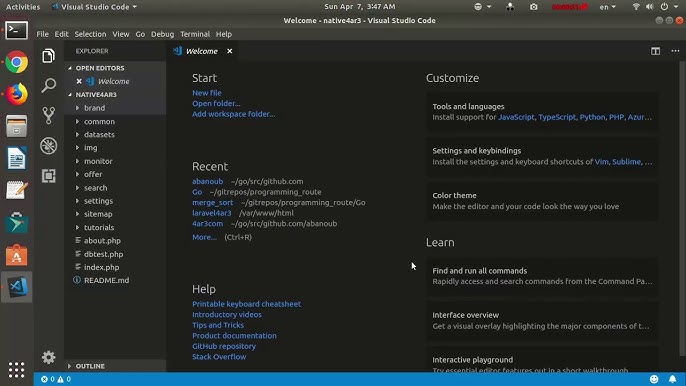 Activities
Visual Studio Code
Sun Apr 7, 3:47 AM
en
Welcome - native4ar3 - Visual Studio Code
File Edit Selection View Go Debug Terminal Help
EXPLORER
OPEN EDITORS
Welcome
NATIVE4AR3
brand
common
datasets
img
monitor
offer
search
settings
sitemap
tutorials
about.php
dbtest.php
index.php
README.md
OUTLINE
Welcome
Start
New file
Open folder...
Add workspace folder...
Recent
abanoub ~/go/src/github.com
Go ~/gitrepos/programming_route
merge_sort ~/gitrepos/programming_route/Go
laravel4ar3 /var/www/html
4ar3com ~/go/src/github.com/abanoub
More... (Ctrl+R)
Help
Printable keyboard cheatsheet
Introductory videos
Tips and Tricks
Product documentation
GitHub repository
Stack Overflow
Customize
Tools and languages
Install support for JavaScript, TypeScript, Python, PHP, Azur...
Settings and keybindings
Install the settings and keyboard shortcuts of Vim, Sublime, ...
Color theme
Make the editor and your code look the way you love
Learn
Find and run all commands
Rapidly access and search commands from the Command Pa...
Interface overview
Get a visual overlay highlighting the major components of t...
Interactive playground
Try essential editor features out in a short walkthrough
0 0